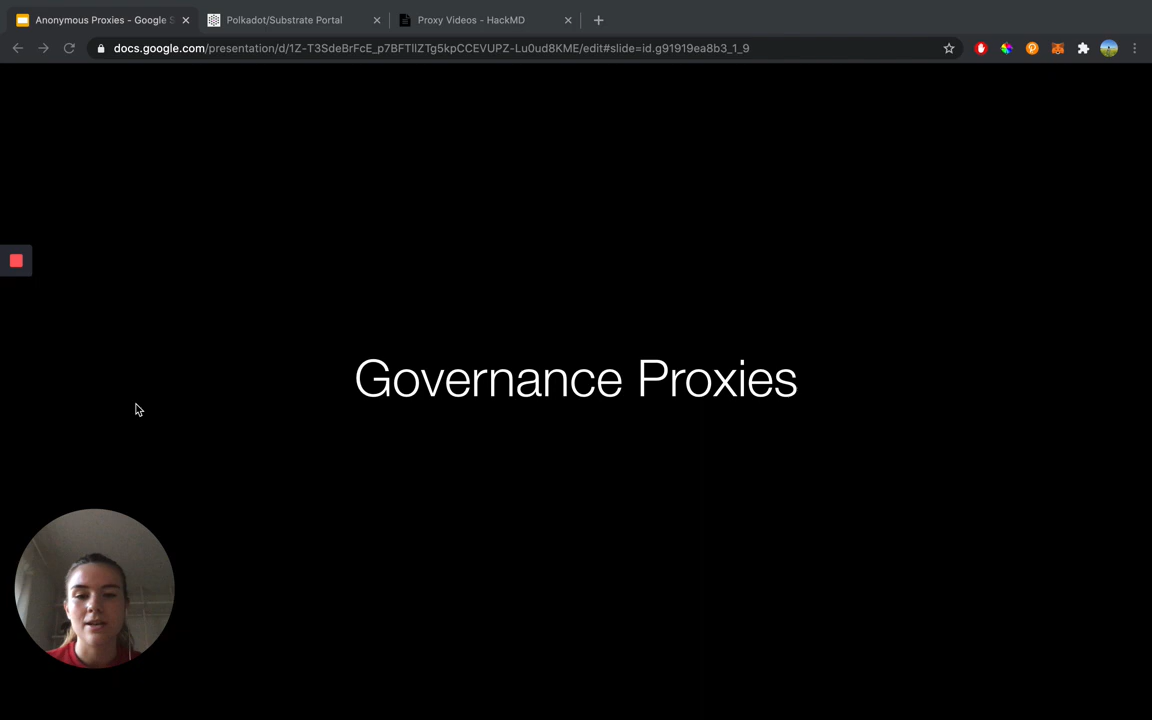 Anonymous Proxies - Google S
Polkadot/Substrate Portal
Proxy Videos - HackMD
docs.google.com/presentation/d/1Z-T3SdeBrFcE_p7BFTIlZTg5kpCCEVUPZ-Lu0ud8KME/edit#slide=id.g91919ea8b3_1_9
Governance Proxies